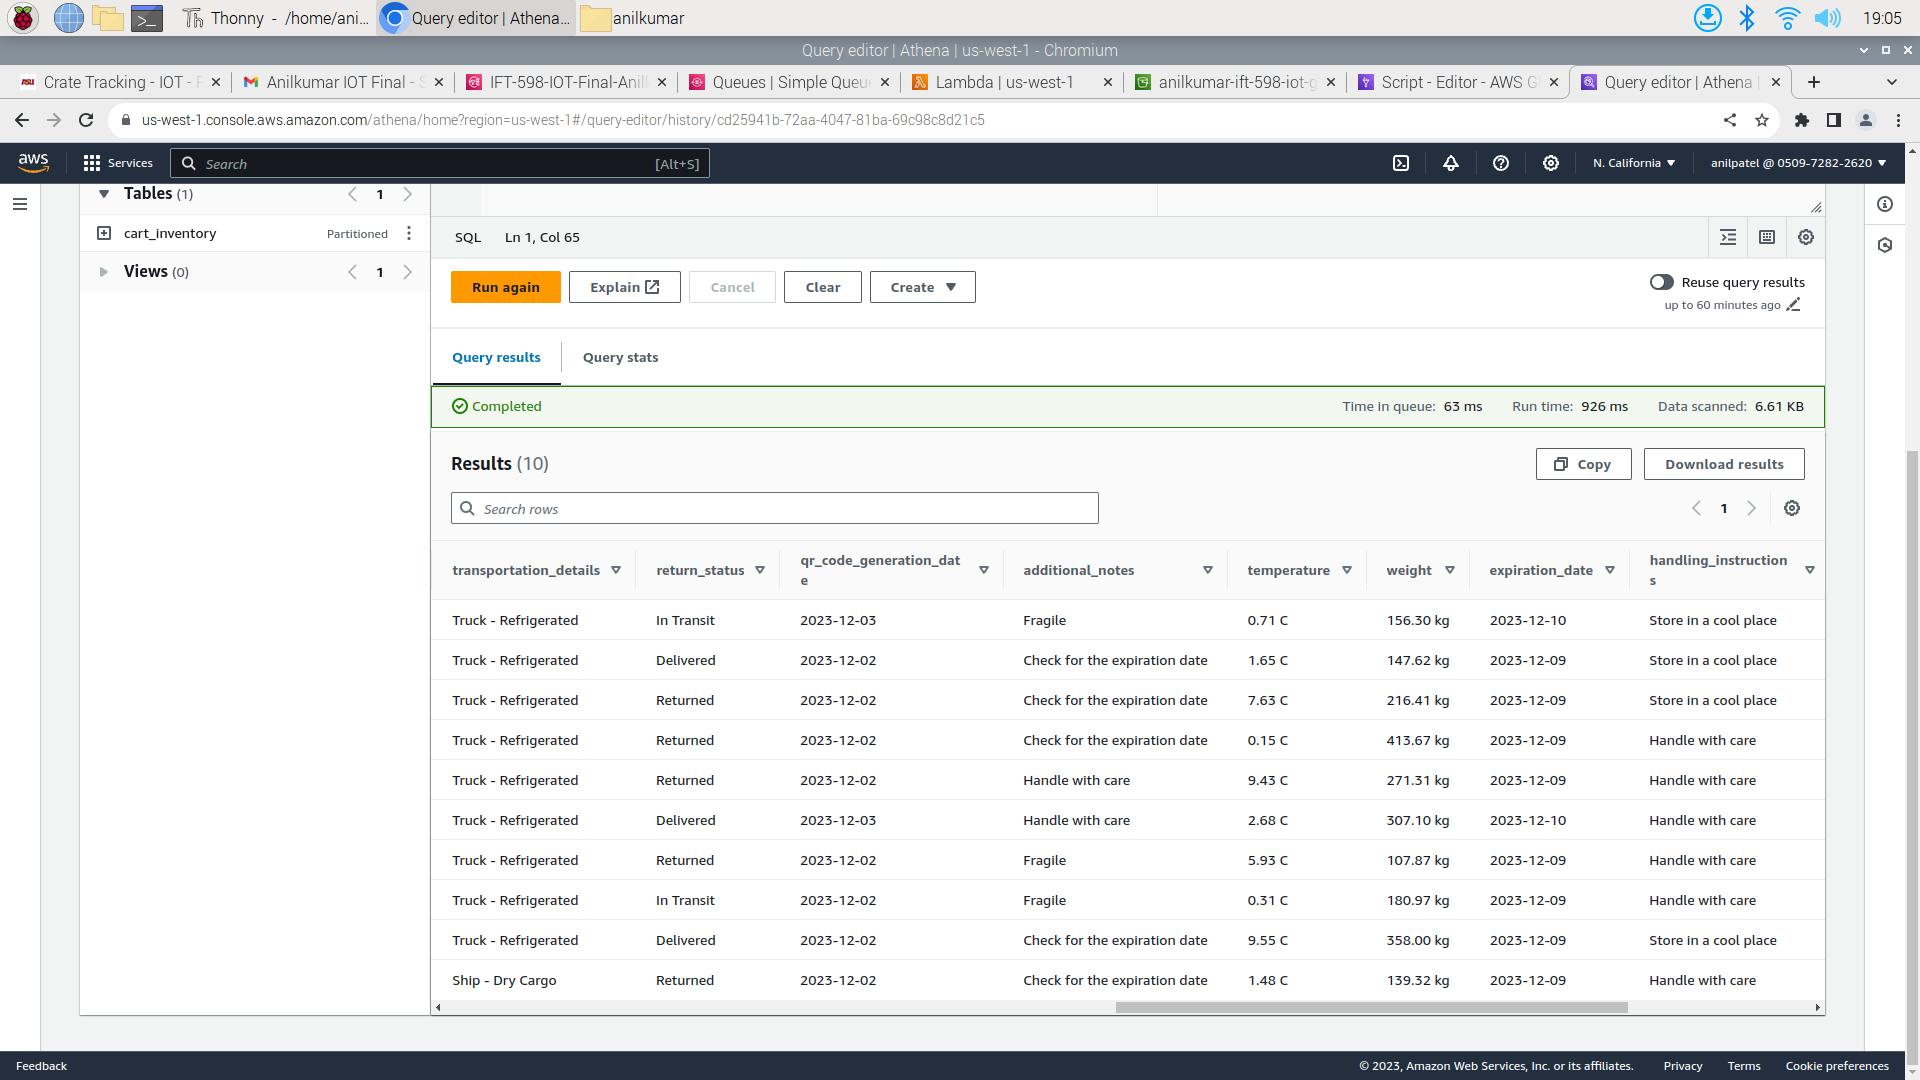 Thonny - /home/ani...
Query editor | Athena...
anilkumar
19:05
Query editor | Athena | us-west-1 - Chromium
Crate Tracking - IOT -
Anilkumar IOT Final -
IFT-598-IOT-Final-Anil
Queues | Simple Queu
Lambda | us-west-1
anilkumar-ift-598-iot-g
Script - Editor - AWS G
Query editor | Athena |
us-west-1.console.aws.amazon.com/athena/home?region=us-west-1#/query-editor/history/cd25941b-72aa-4047-81ba-69c98c8d21c5
aws
Services
Search
[Alt+S]
N. California
anilpatel @ 0509-7282-2620
Tables (1)
1
cart_inventory
Partitioned
Views (0)
1
SQL
Ln 1, Col 65
Run again
Explain
Cancel
Clear
Create
Reuse query results
up to 60 minutes ago
Query results
Query stats
Completed
Time in queue: 63 ms
Run time: 926 ms
Data scanned: 6.61 KB
Results (10)
Copy
Download results
Search rows
1
transportation_details return_status qr_code_generation_dat additional_notes temperature weight expiration_date handling_instruction
e s
Truck - Refrigerated In Transit 2023-12-03 Fragile 0.71 C 156.30 kg 2023-12-10 Store in a cool place
Truck - Refrigerated Delivered 2023-12-02 Check for the expiration date 1.65 C 147.62 kg 2023-12-09 Store in a cool place
Truck - Refrigerated Returned 2023-12-02 Check for the expiration date 7.63 C 216.41 kg 2023-12-09 Store in a cool place
Truck - Refrigerated Returned 2023-12-02 Check for the expiration date 0.15 C 413.67 kg 2023-12-09 Handle with care
Truck - Refrigerated Returned 2023-12-02 Handle with care 9.43 C 271.31 kg 2023-12-09 Handle with care
Truck - Refrigerated Delivered 2023-12-03 Handle with care 2.68 C 307.10 kg 2023-12-10 Handle with care
Truck - Refrigerated Returned 2023-12-02 Fragile 5.93 C 107.87 kg 2023-12-09 Handle with care
Truck - Refrigerated In Transit 2023-12-02 Fragile 0.31 C 180.97 kg 2023-12-09 Handle with care
Truck - Refrigerated Delivered 2023-12-02 Check for the expiration date 9.55 C 358.00 kg 2023-12-09 Store in a cool place
Ship - Dry Cargo Returned 2023-12-02 Check for the expiration date 1.48 C 139.32 kg 2023-12-09 Handle with care
Feedback
© 2023, Amazon Web Services, Inc. or its affiliates.
Privacy
Terms
Cookie preferences